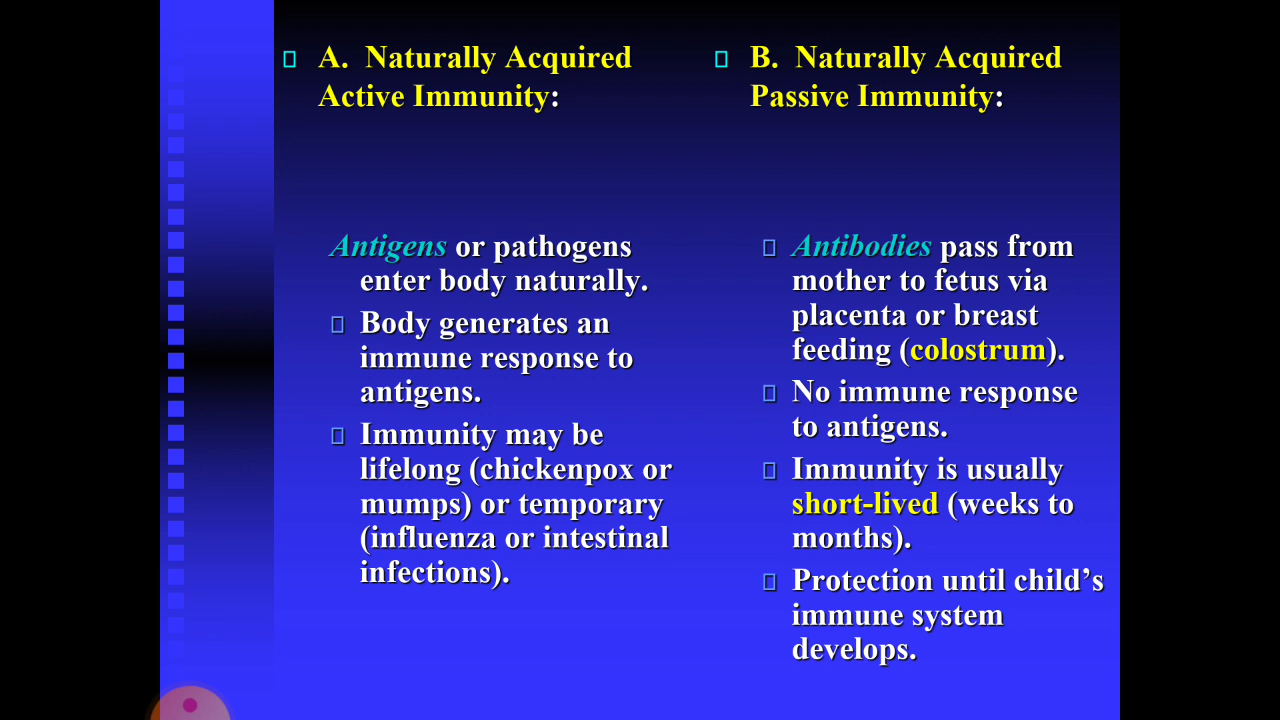 A. Naturally Acquired
Active Immunity:
Antigens or pathogens
enter body naturally.
Body generates an
immune response to
antigens.
Immunity may be
lifelong (chickenpox or
mumps) or temporary
(influenza or intestinal
infections).
B. Naturally Acquired
Passive Immunity:
Antibodies pass from
mother to fetus via
placenta or breast
feeding (colostrum).
No immune response
to antigens.
Immunity is usually
short-lived (weeks to
months).
Protection until child’s
immune system
develops.